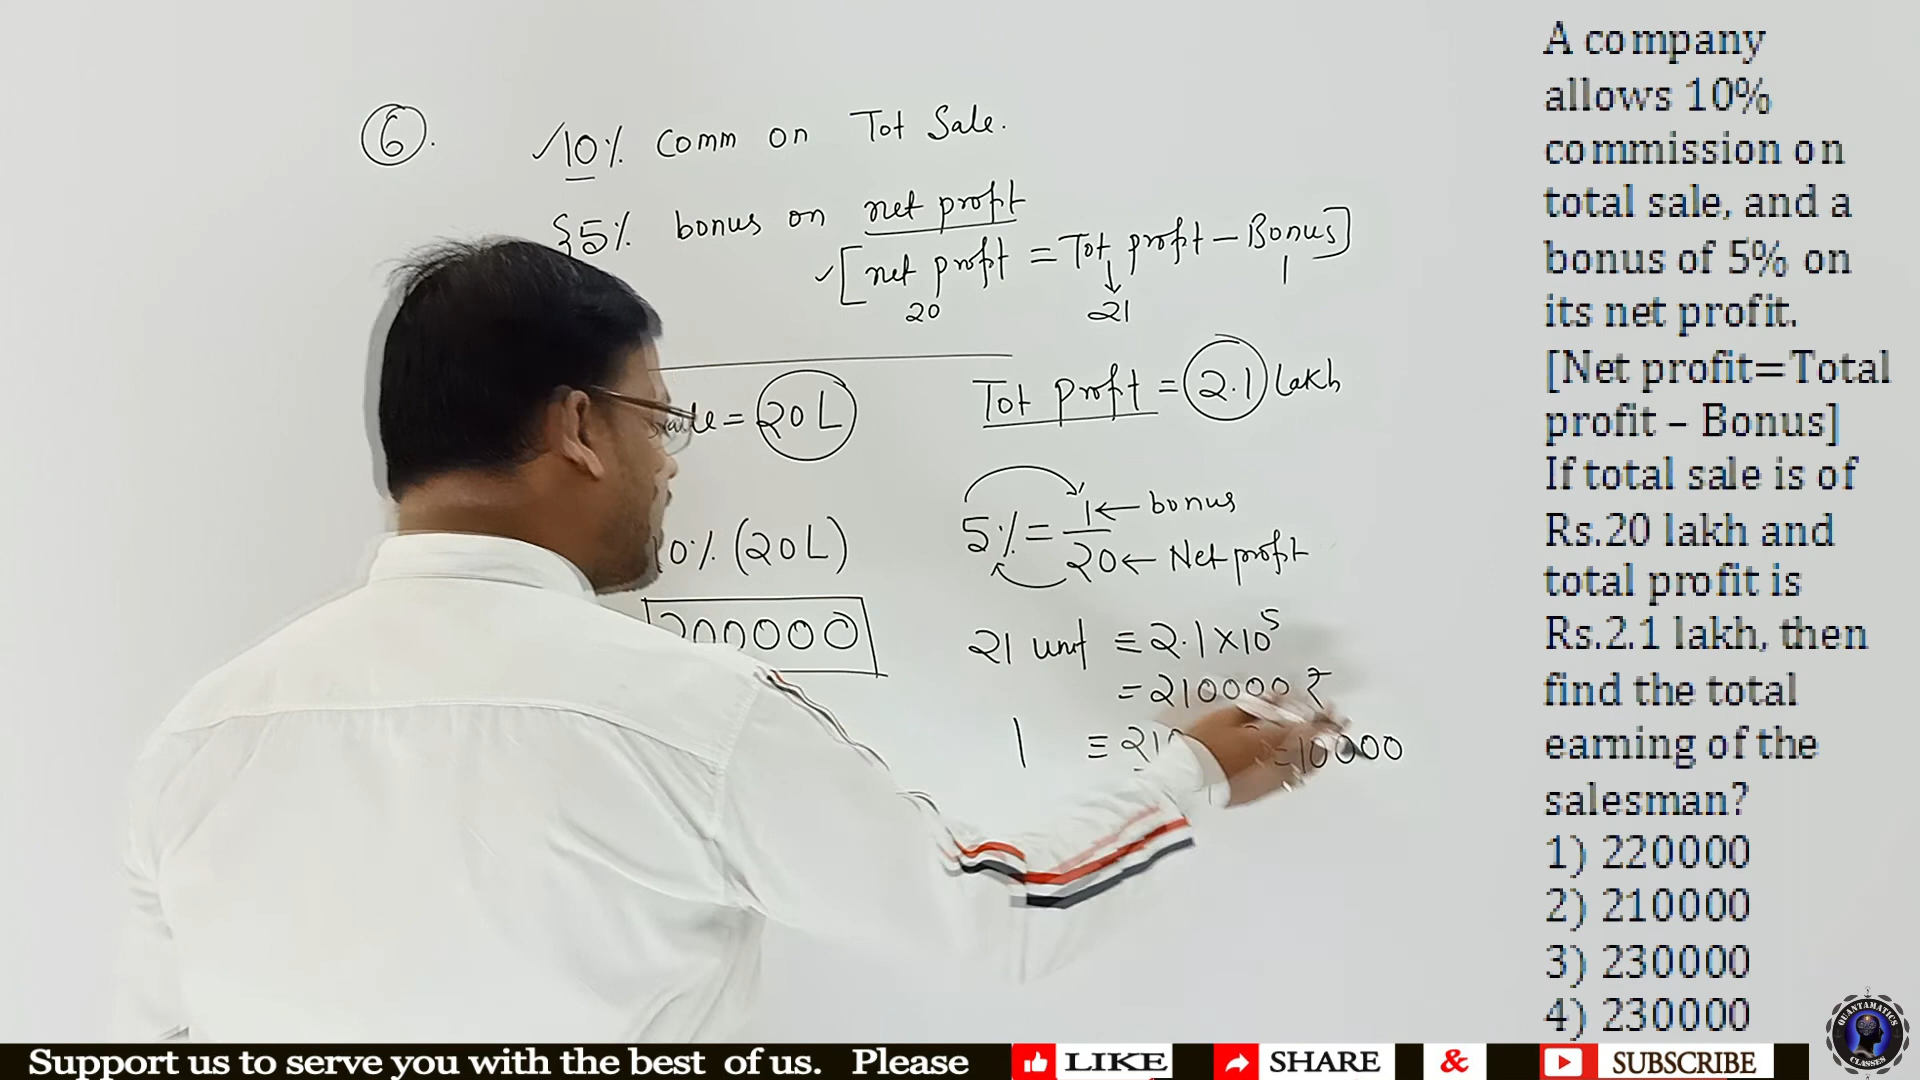 6.
10% Comm on Tot Sale.
5% bonus on net profit
[net profit = Tot profit – Bonus]
20 21 1
= 20 L
Tot profit = 2.1 Lakh
10% (20L)
200000
5% = 1/20 ← bonus
← Net profit
21 unit ≡ 2.1 × 10⁵
= 210000 ₹
1 ≡ 21 = 10000
A company
allows 10%
commission on
total sale, and a
bonus of 5% on
its net profit.
[Net profit=Total
profit – Bonus]
If total sale is of
Rs.20 lakh and
total profit is
Rs.2.1 lakh, then
find the total
earning of the
salesman?
1) 220000
2) 210000
3) 230000
4) 230000
QUANTAMATICS
CLASSES
Support us to serve you with the best of us. Please LIKE SHARE & SUBSCRIBE